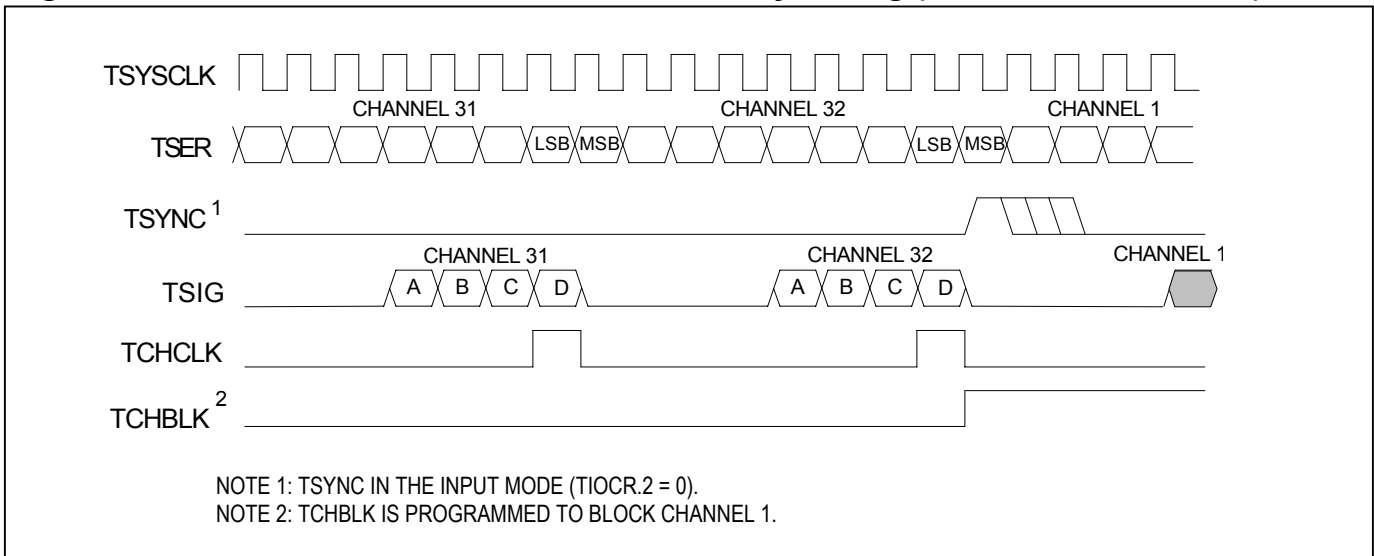 TSYSCLK
CHANNEL 31 CHANNEL 32 CHANNEL 1
TSER LSB MSB LSB MSB
TSYNC 1
CHANNEL 31 CHANNEL 32 CHANNEL 1
TSIG A B C D A B C D
TCHCLK
TCHBLK 2
NOTE 1: TSYNC IN THE INPUT MODE (TIOCR.2 = 0).
NOTE 2: TCHBLK IS PROGRAMMED TO BLOCK CHANNEL 1.